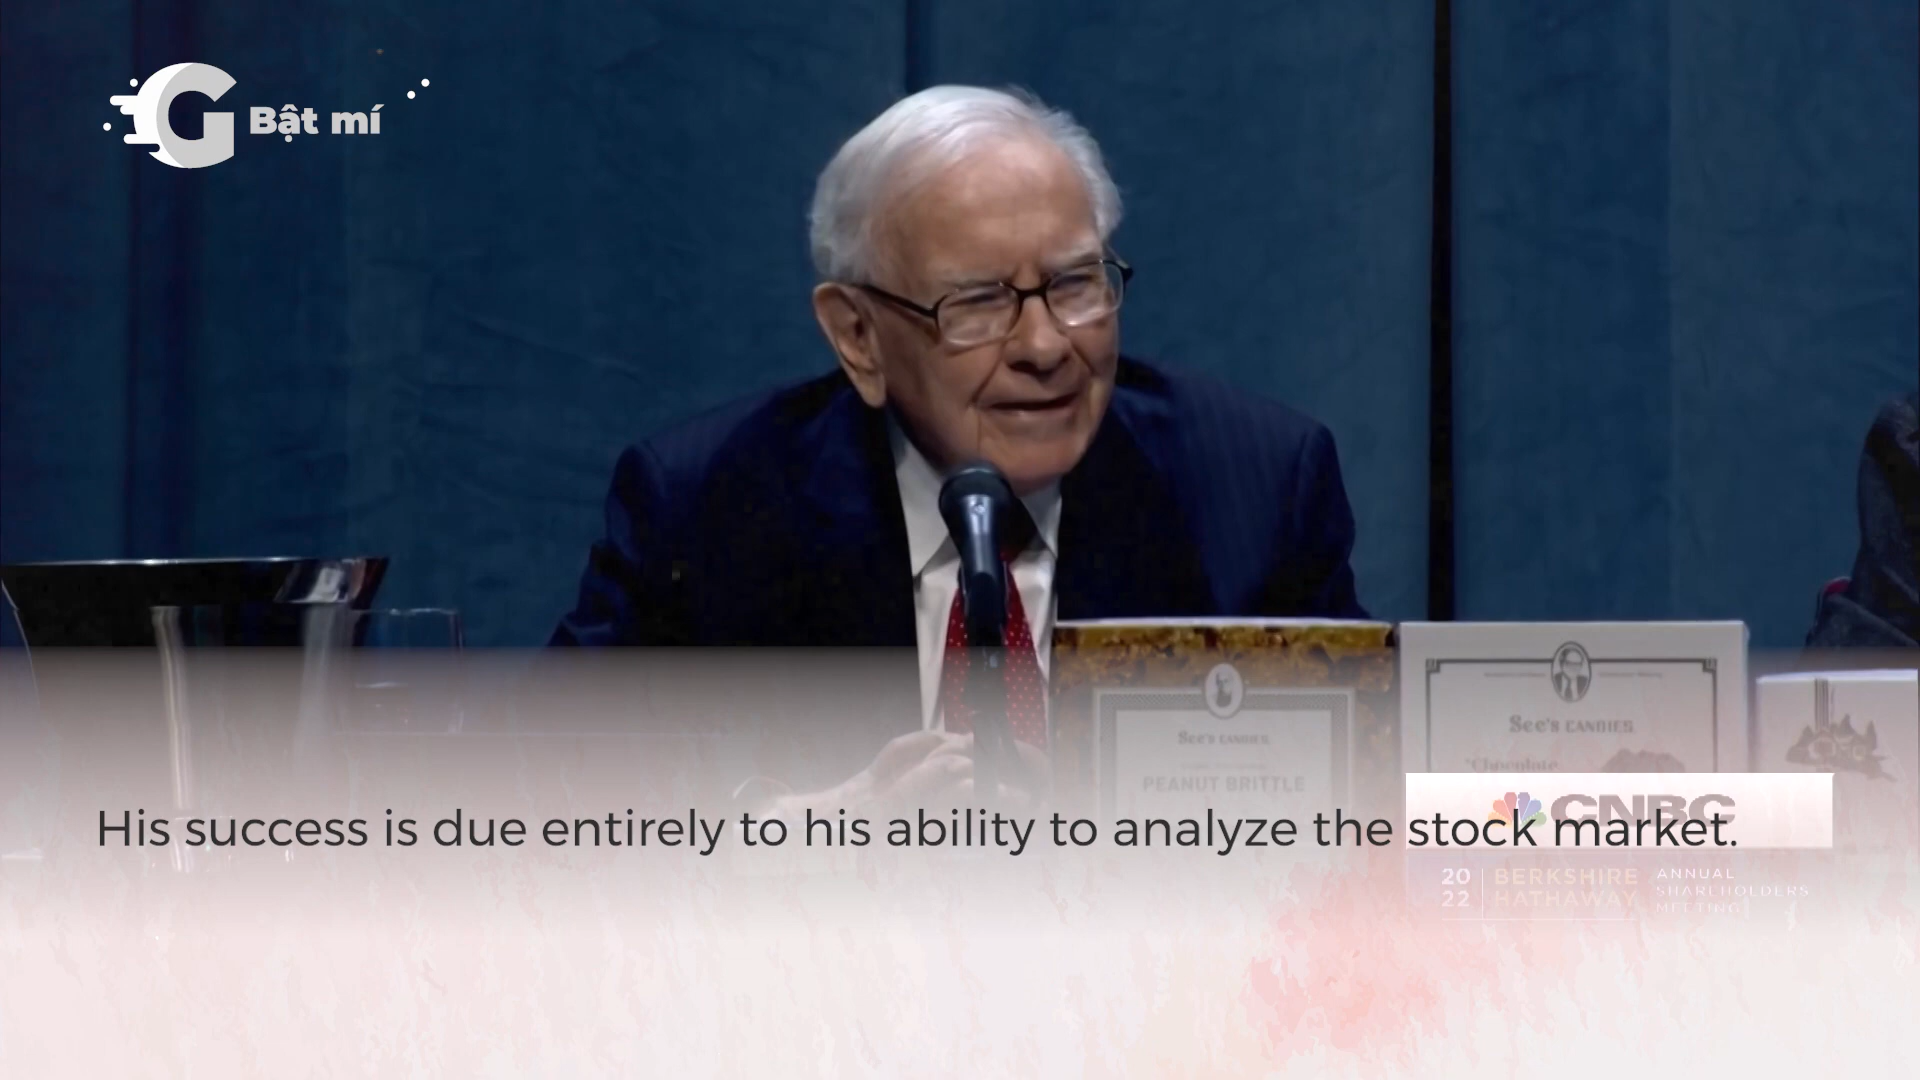 Bật mí
See's CANDIES
PEANUT BRITTLE
See's CANDIES
Chocolate
CNBC
His success is due entirely to his ability to analyze the stock market.
20 22
BERKSHIRE HATHAWAY
ANNUAL SHAREHOLDERS MEETING